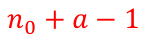 n₀ + a − 1